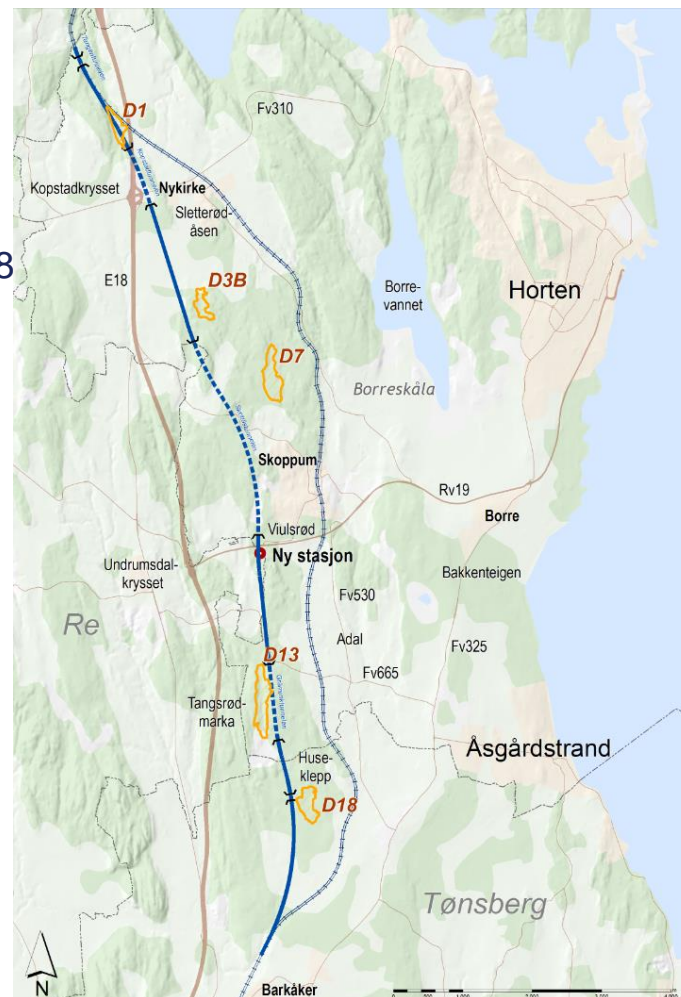 D1
Fv310
Kopstadkrysset
Nykirke
Sletterød-
åsen
8
E18
D3B
Borre-
vannet
Horten
D7
Borreskåla
Skoppum
Rv19
Borre
Viulsrød
Ny stasjon
Undrumsdal-
krysset
Bakkenteigen
Fv530
Re
Adal
Fv325
D13
Fv665
Tangsrød-
marka
Åsgårdstrand
Huse-
klepp
D18
Tønsberg
N
Barkåker